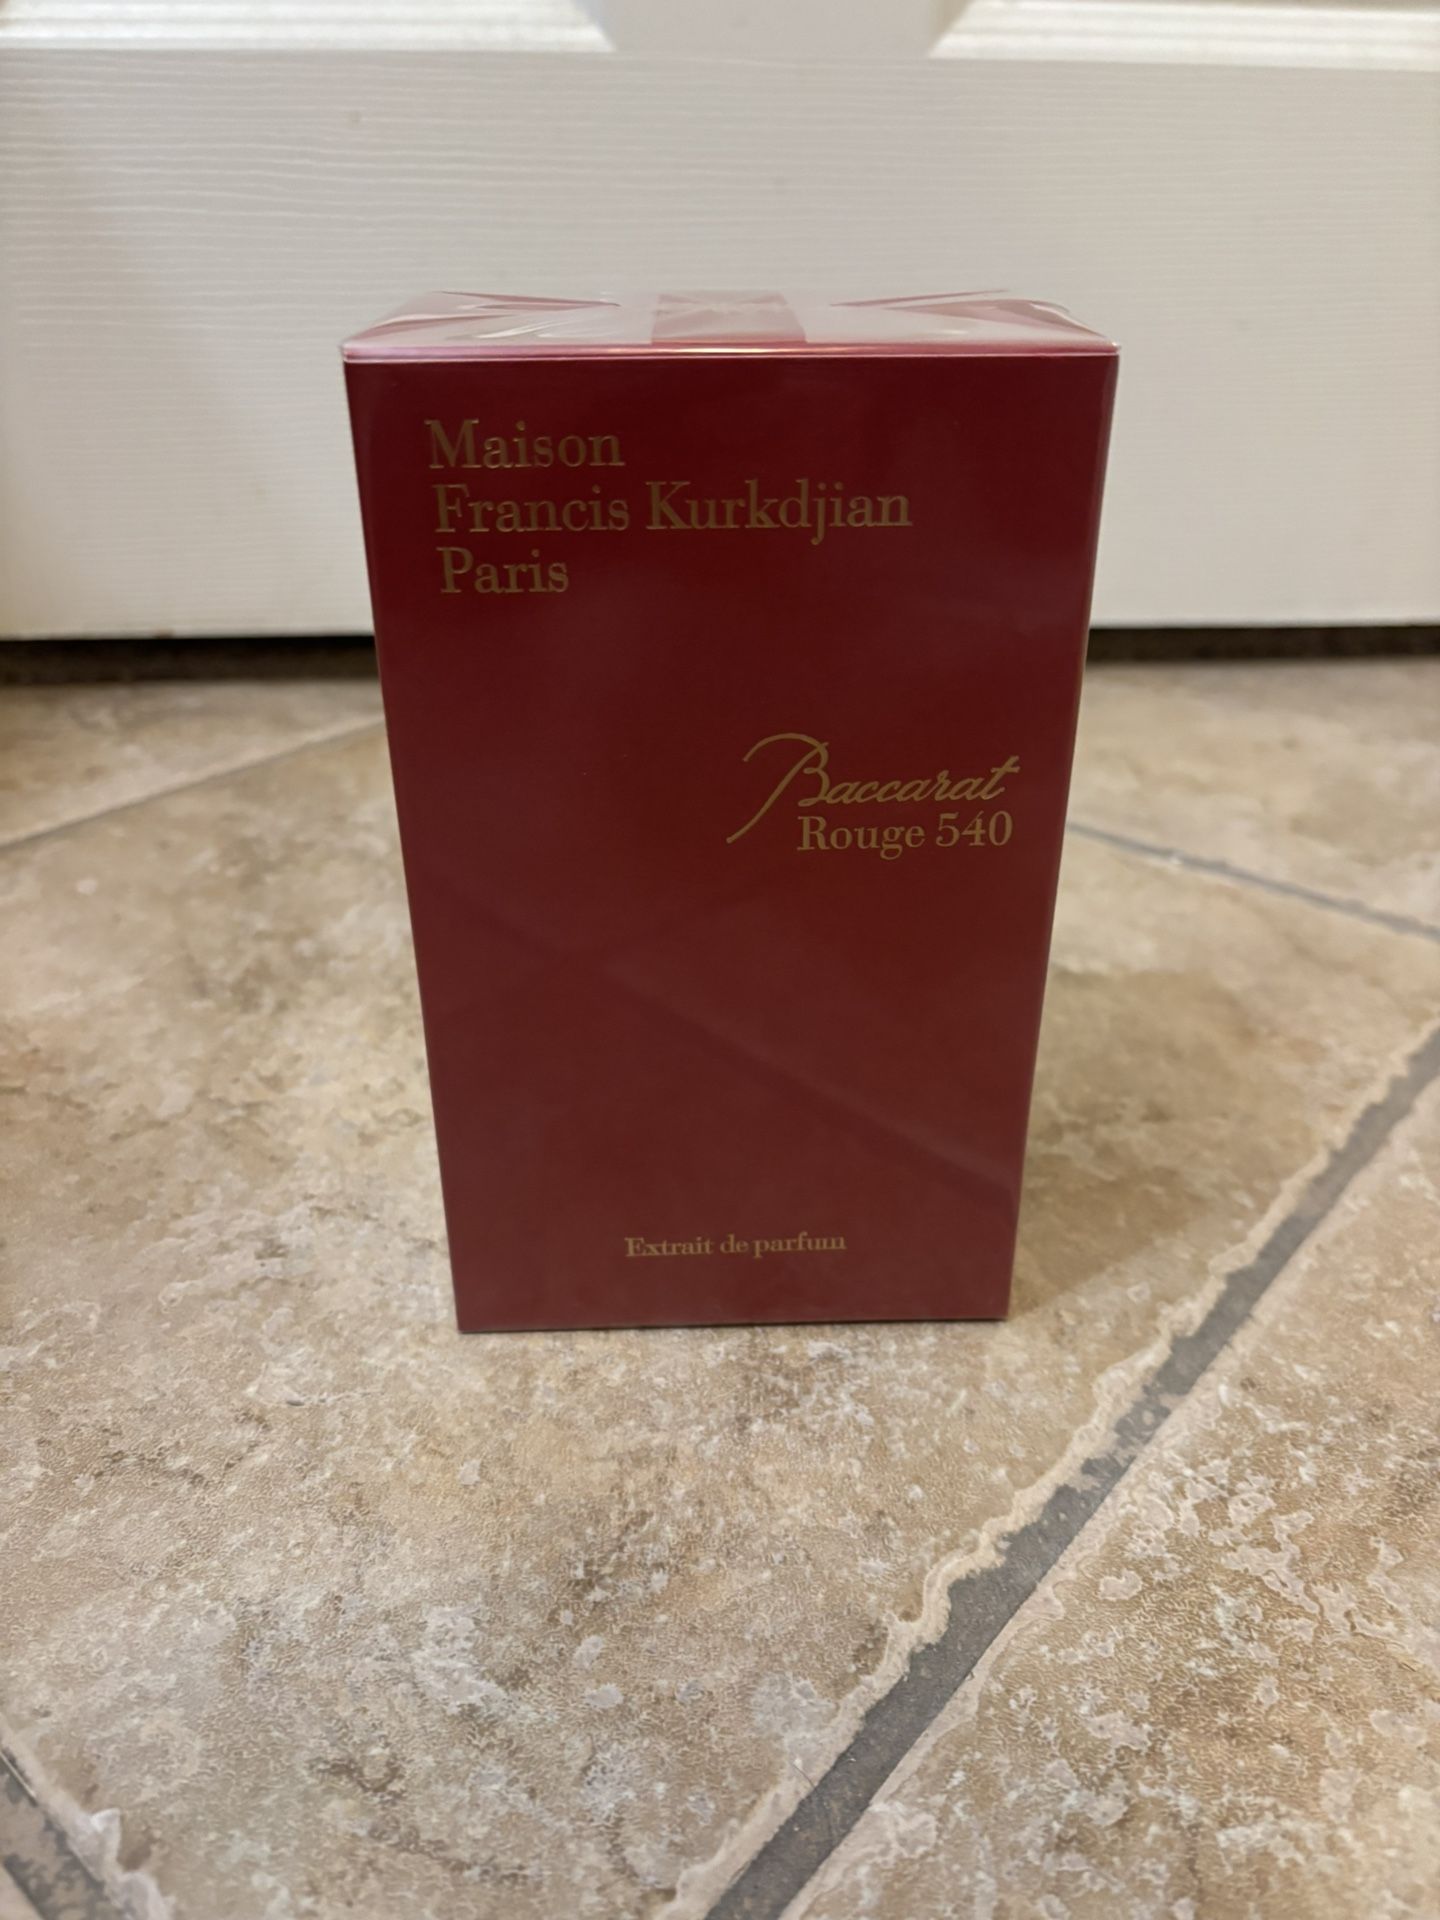 Maison
Francis Kurkdjian
Paris
Baccarat
Rouge 540
Extrait de parfum